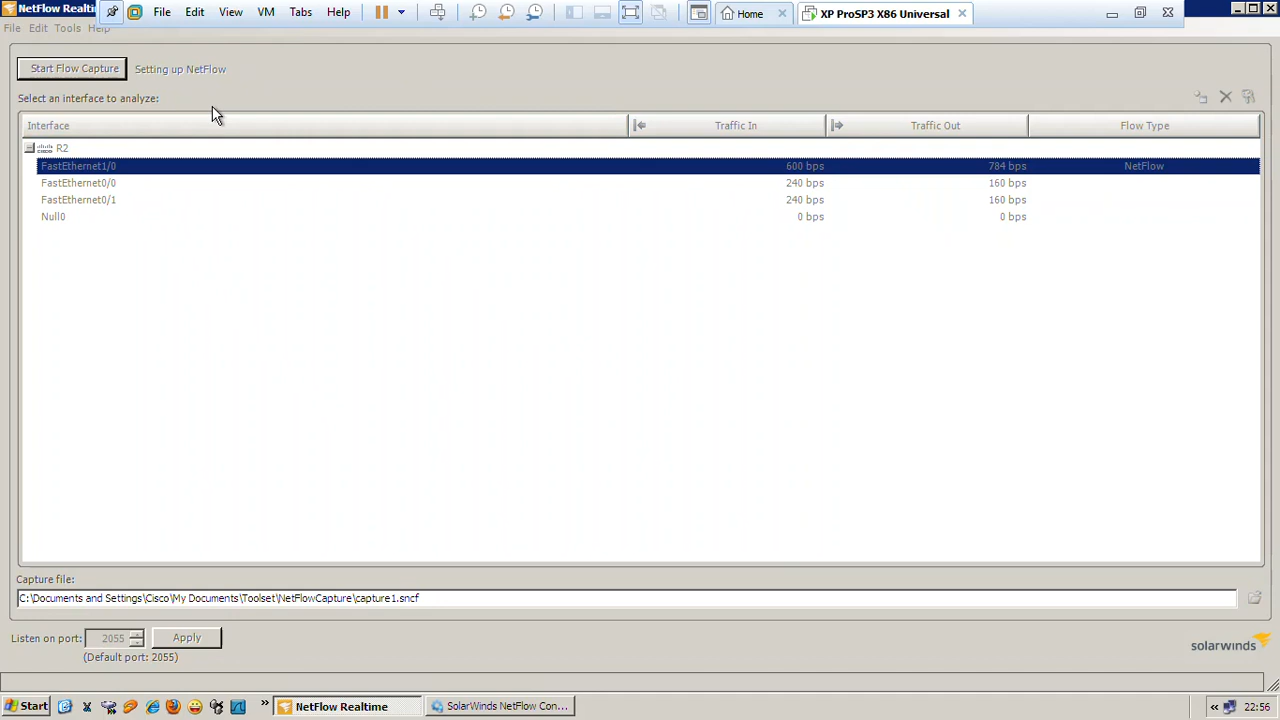 NetFlow Realtim
File Edit View VM Tabs Help
Home
XP ProSP3 X86 Universal
File Edit Tools Help
Start Flow Capture
Setting up NetFlow
Select an interface to analyze:
Interface Traffic In Traffic Out Flow Type
R2
FastEthernet1/0 600 bps 784 bps NetFlow
FastEthernet0/0 240 bps 160 bps
FastEthernet0/1 240 bps 160 bps
Null0 0 bps 0 bps
Capture file:
C:\Documents and Settings\Cisco\My Documents\Toolset\NetFlowCapture\capture1.sncf
Listen on port: 2055 Apply
(Default port: 2055)
solarwinds
Start » NetFlow Realtime SolarWinds NetFlow Con... « 22:56